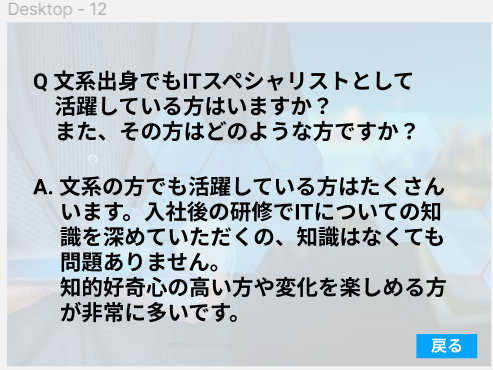 Desktop - 12
Q 文系出身でもITスペシャリストとして
活躍している方はいますか？
また、その方はどのような方ですか？
A. 文系の方でも活躍している方はたくさん
います。入社後の研修でITについての知
識を深めていただくの、知識はなくても
問題ありません。
知的好奇心の高い方や変化を楽しめる方
が非常に多いです。
戻る